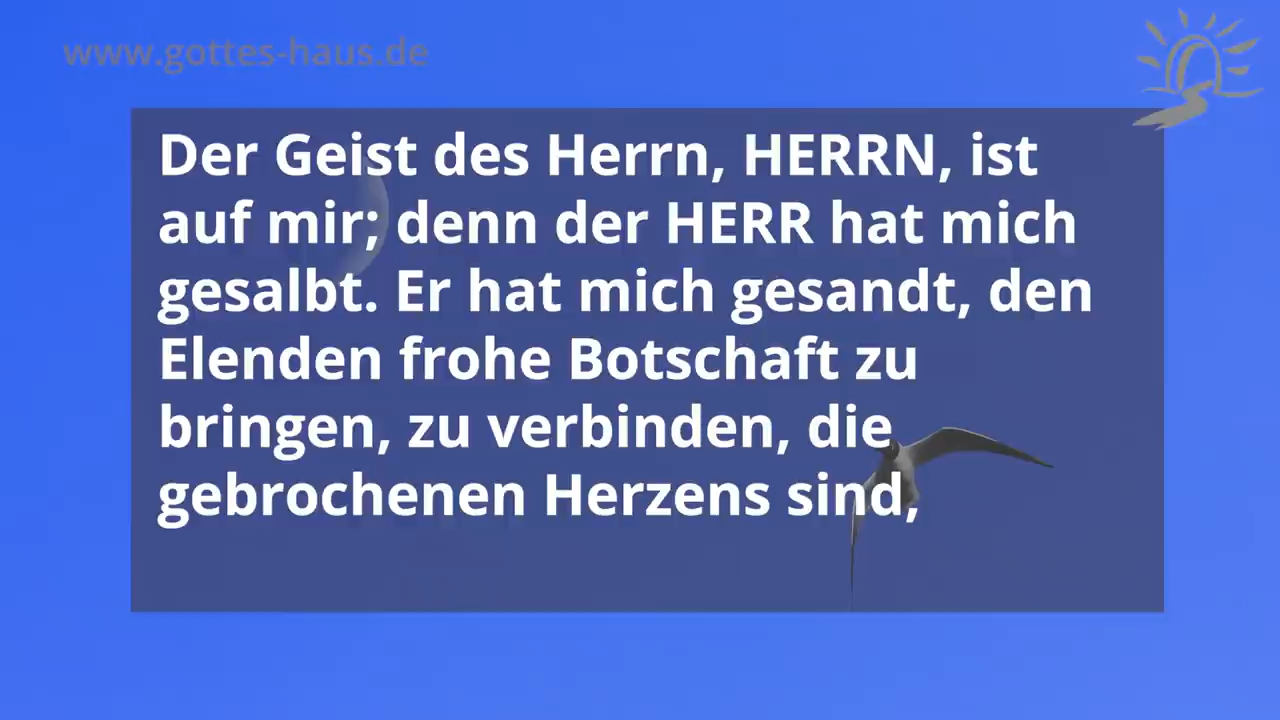 www.gottes-haus.de
Der Geist des Herrn, HERRN, ist
auf mir; denn der HERR hat mich
gesalbt. Er hat mich gesandt, den
Elenden frohe Botschaft zu
bringen, zu verbinden, die
gebrochenen Herzens sind,